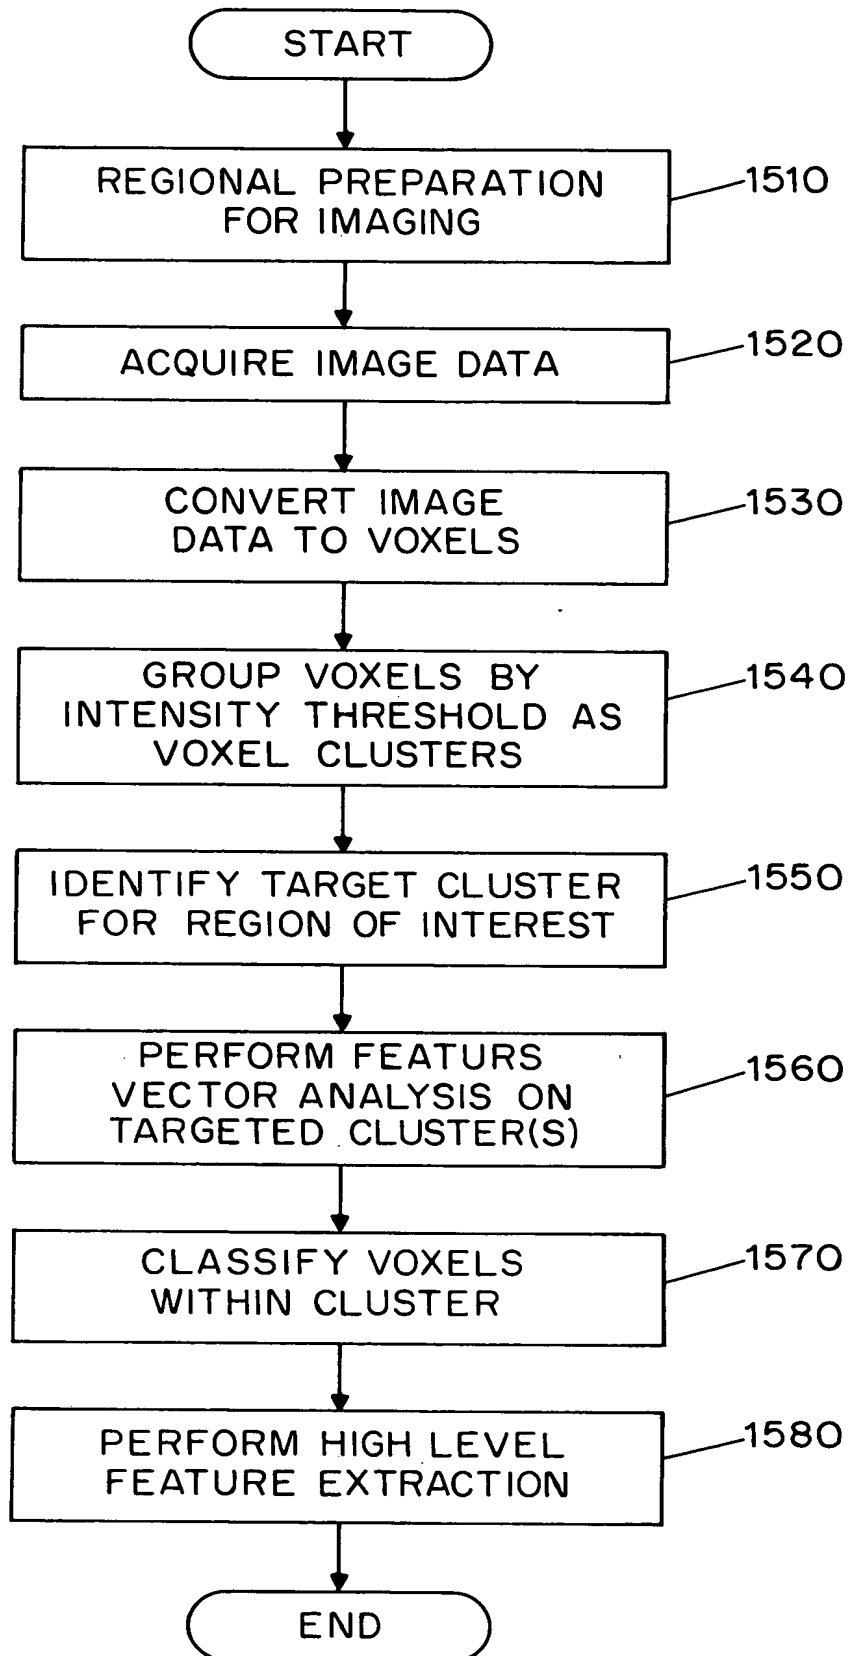 START
REGIONAL PREPARATION
FOR IMAGING
1510
ACQUIRE IMAGE DATA
1520
CONVERT IMAGE
DATA TO VOXELS
1530
GROUP VOXELS BY
INTENSITY THRESHOLD AS
VOXEL CLUSTERS
1540
IDENTIFY TARGET CLUSTER
FOR REGION OF INTEREST
1550
PERFORM FEATURS
VECTOR ANALYSIS ON
TARGETED CLUSTER(S)
1560
CLASSIFY VOXELS
WITHIN CLUSTER
1570
PERFORM HIGH LEVEL
FEATURE EXTRACTION
1580
END